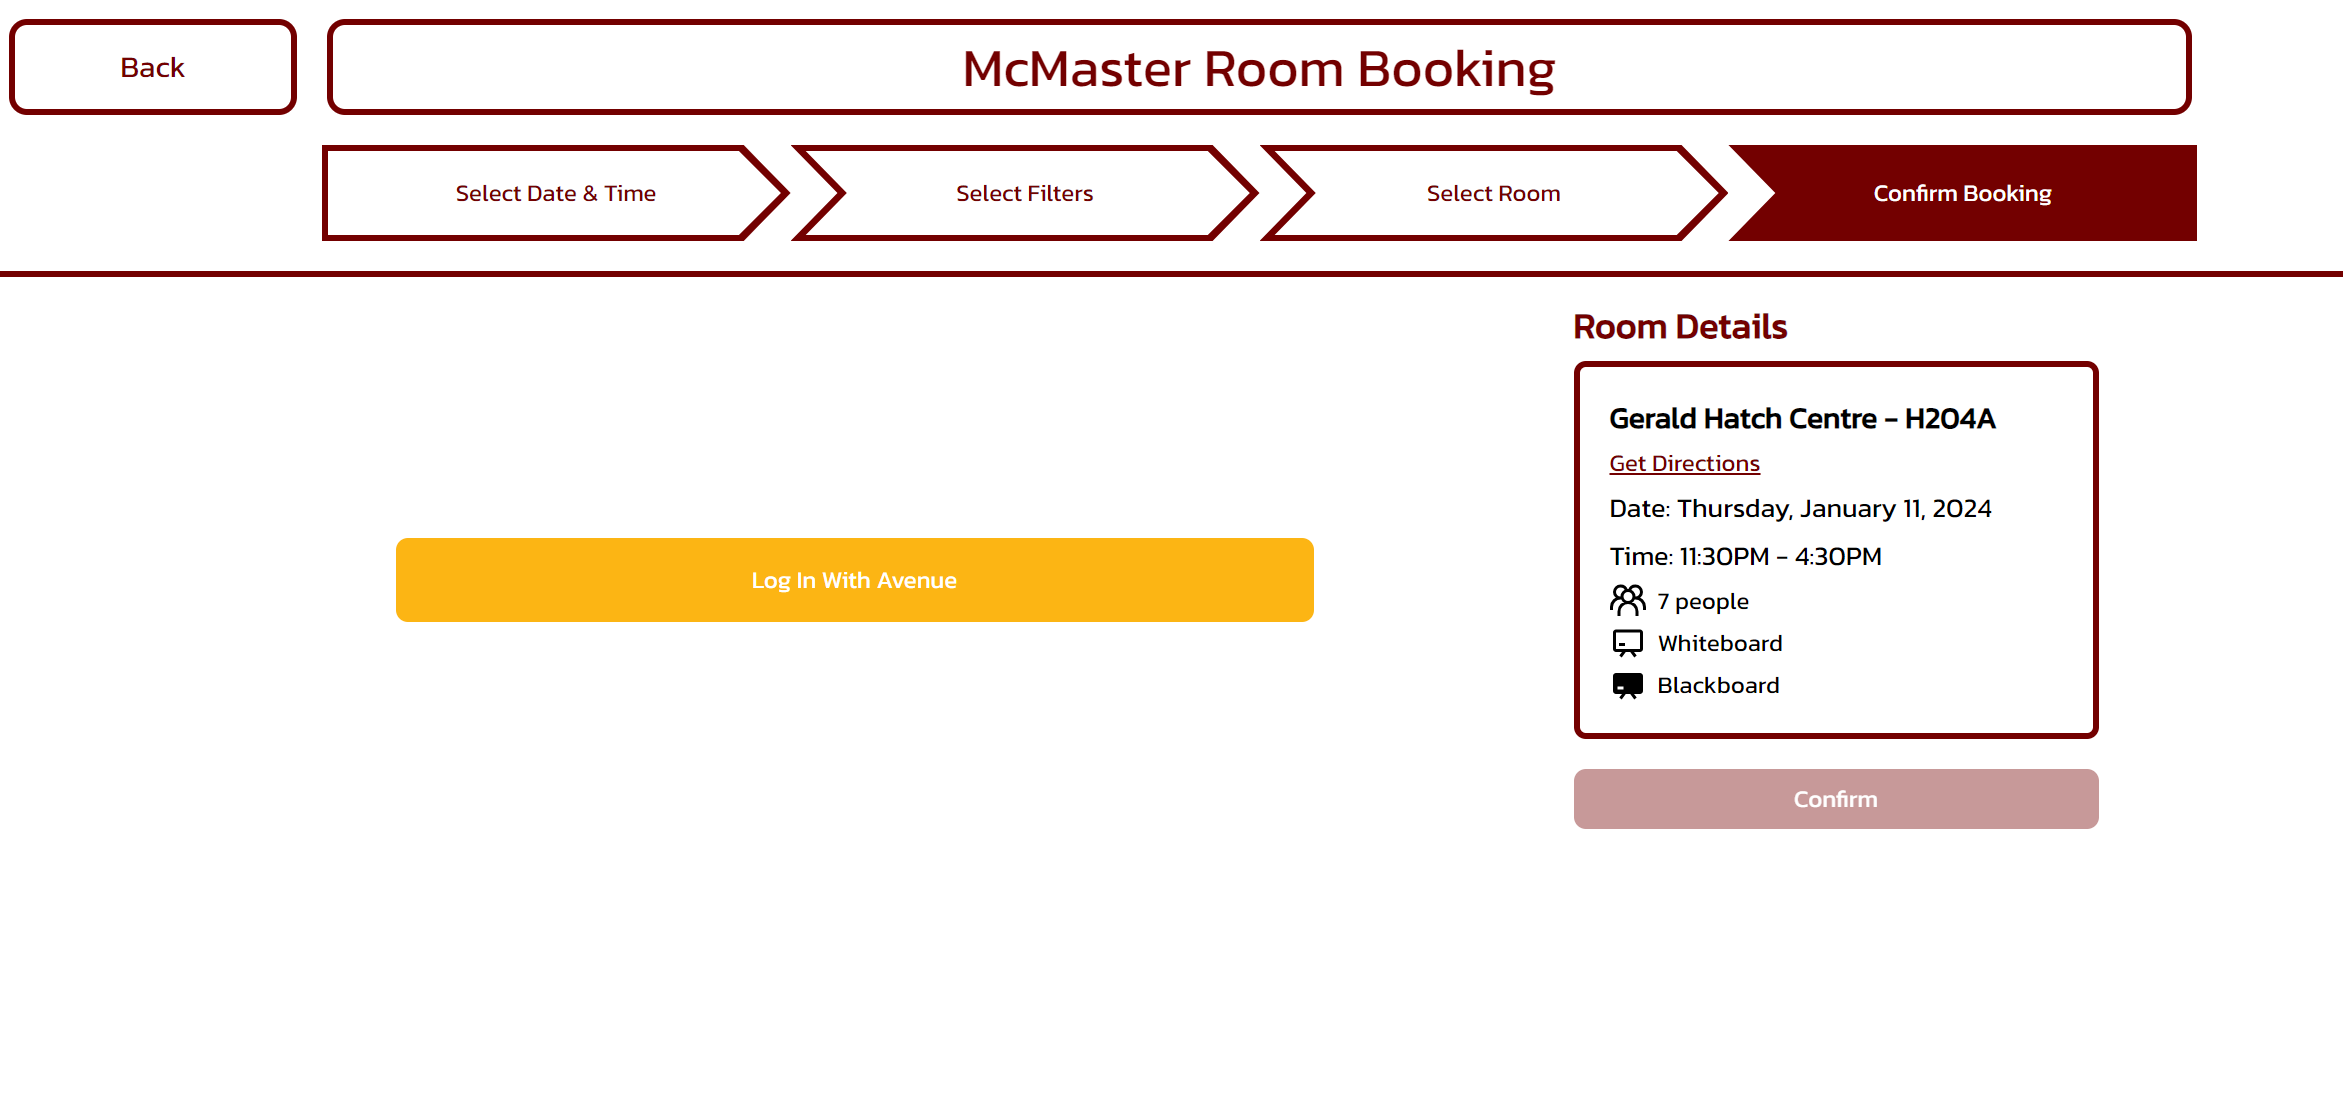 Back
McMaster Room Booking
Select Date & Time
Select Filters
Select Room
Confirm Booking
Log In With Avenue
Room Details
Gerald Hatch Centre - H204A
Get Directions
Date: Thursday, January 11, 2024
Time: 11:30PM - 4:30PM
7 people
Whiteboard
Blackboard
Confirm